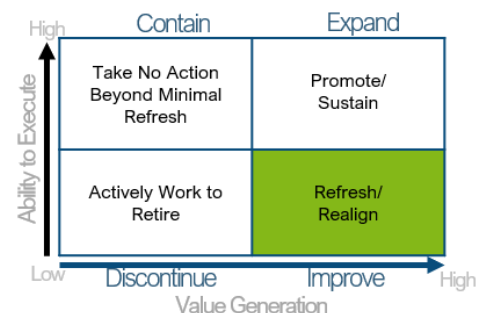 High
Contain
Expand
Take No Action
Beyond Minimal
Refresh
Promote/
Sustain
Ability to Execute
Actively Work to
Retire
Refresh/
Realign
Low
Discontinue
Improve
High
Value Generation